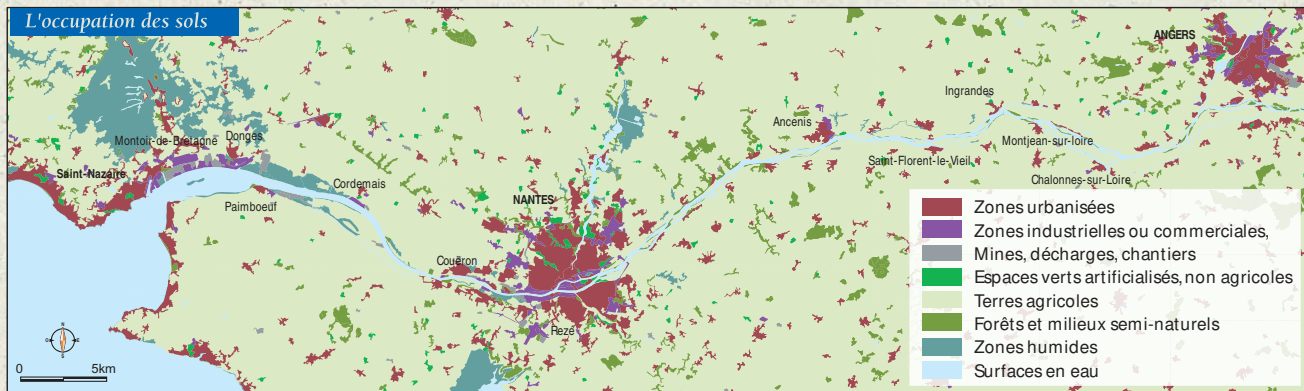 L'occupation des sols
ANGERS
Ingrandes
Ancenis
Montoir-de-Bretagne
Donges
Montjean-sur-loire
Saint-Florent-le-Vieil
Saint-Nazaire
Cordemais
Chalonnes-sur-Loire
NANTES
Paimboeuf
Couëron
Rezé
Zones urbanisées
Zones industrielles ou commerciales,
Mines, décharges, chantiers
Espaces verts artificialisés, non agricoles
Terres agricoles
Forêts et milieux semi-naturels
Zones humides
Surfaces en eau
N
0 5km